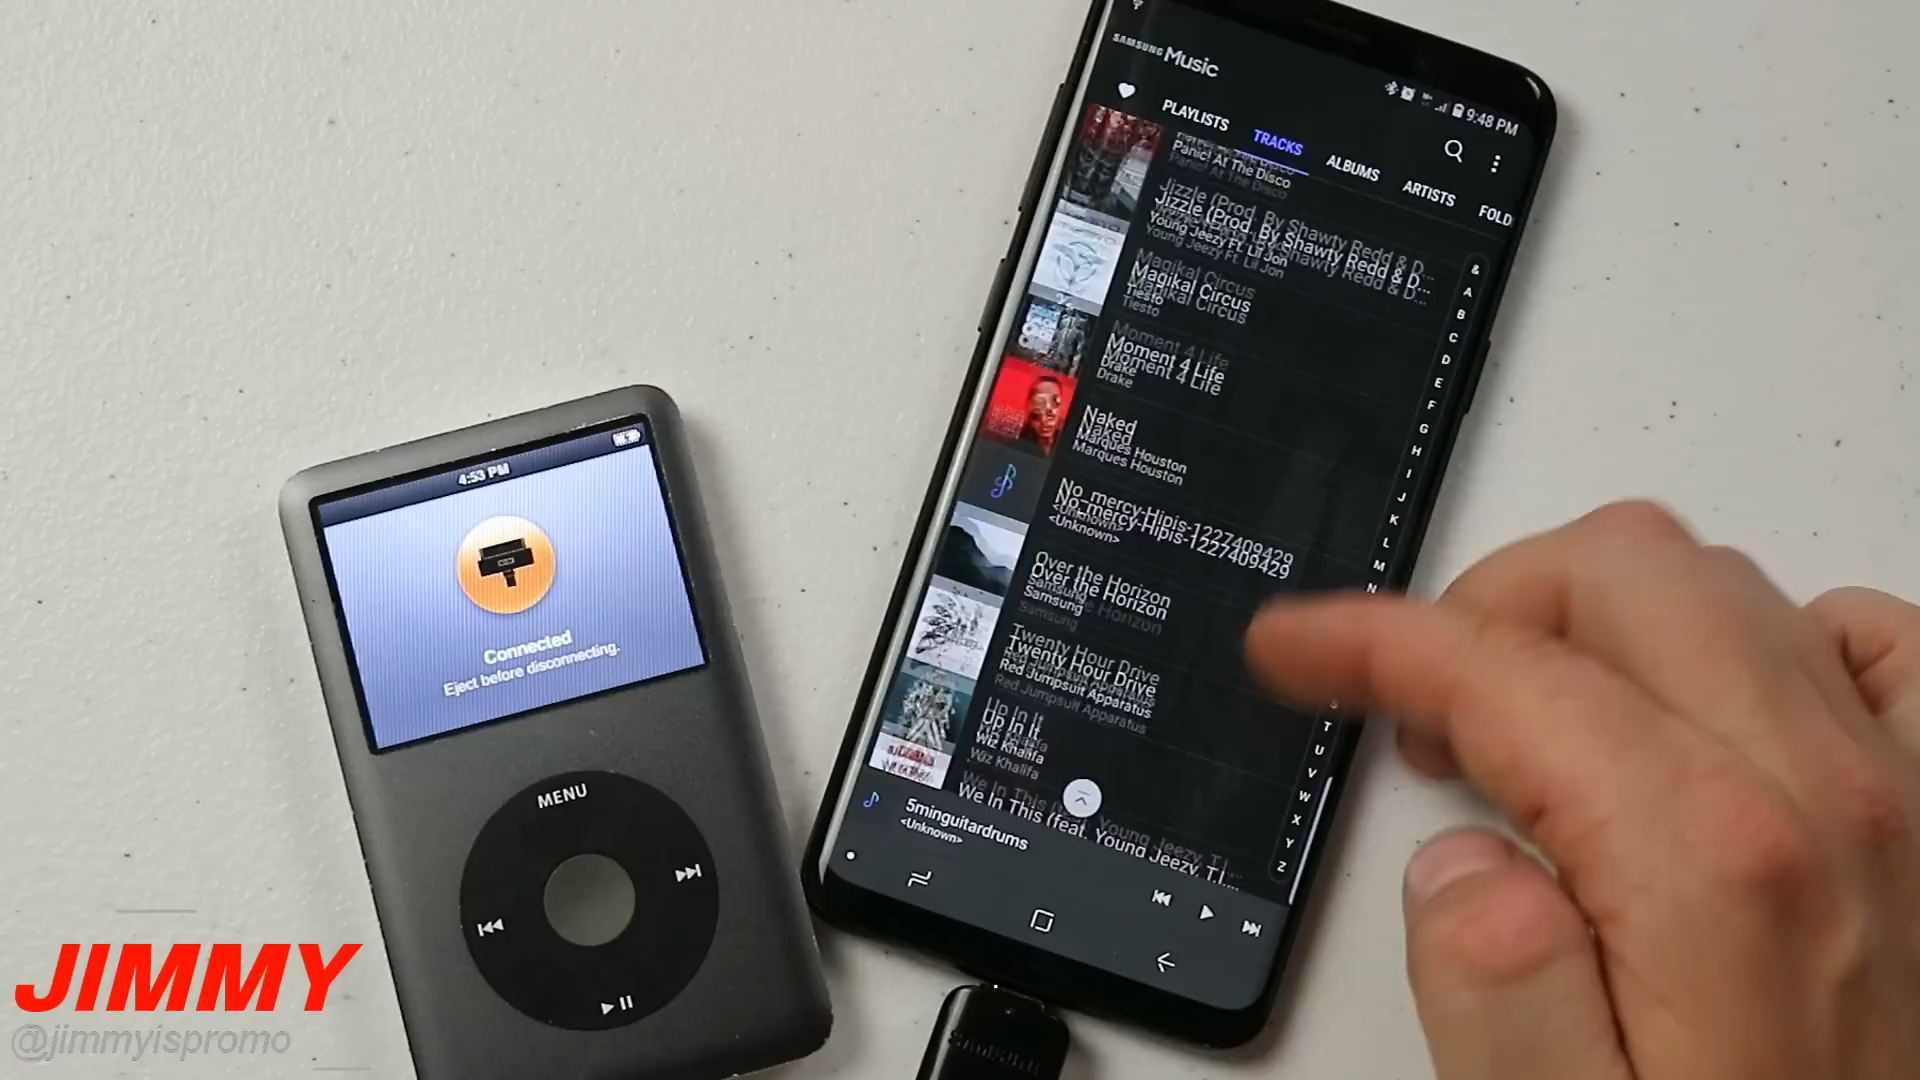 SAMSUNG Music
9:48 PM
PLAYLISTS TRACKS ALBUMS ARTISTS FOLD
Panic! At The Disco
Jizzle (Prod. By Shawty Redd & D...
Young Jeezy Ft. Lil Jon
Magikal Circus
Tiesto
Moment 4 Life
Drake
Naked
Marques Houston
No_mercy-Hipis-1227409429
<Unknown>
Over the Horizon
Samsung
Twenty Hour Drive
Red Jumpsuit Apparatus
Up In It
Wiz Khalifa
We In This (feat. Young Jeezy, T.I...
5minguitardrums
<Unknown>
&
A
B
C
D
E
F
G
H
I
J
K
L
M
N
S
T
U
V
W
X
Y
Z
4:53 PM
Connected
Eject before disconnecting.
MENU
SAMSUNG
JIMMY
@jimmyispromo